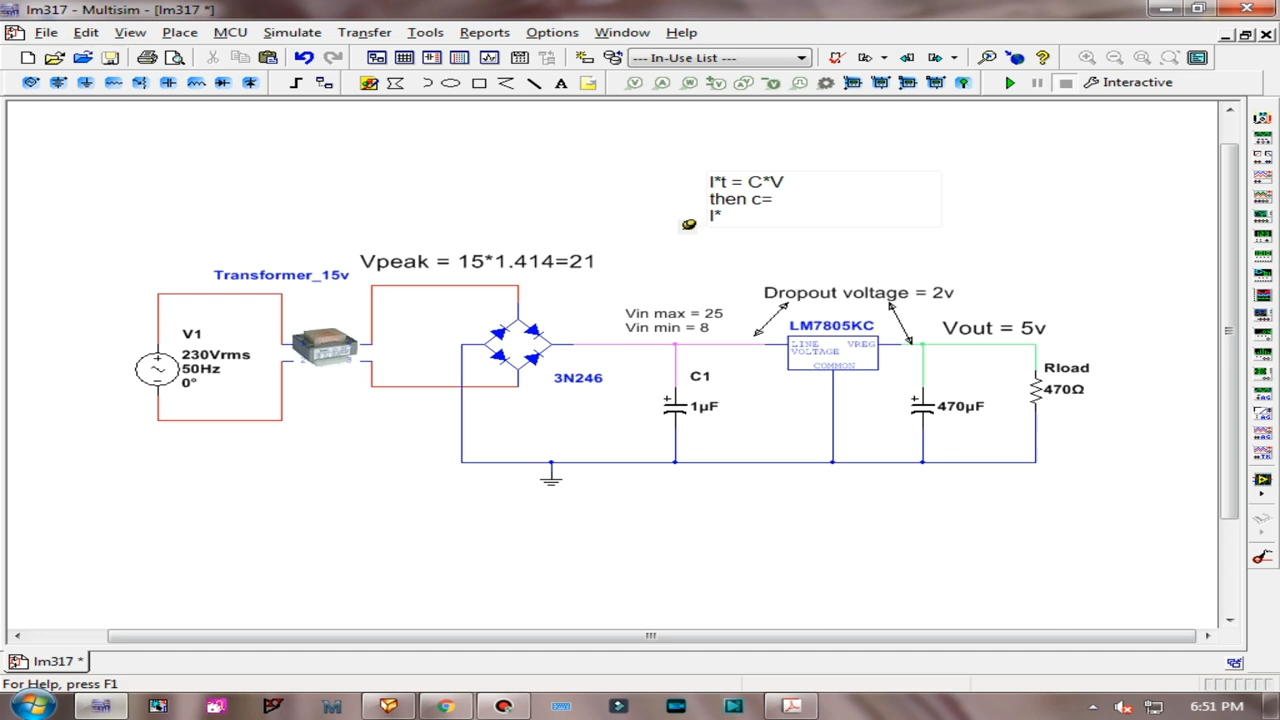 lm317 - Multisim - [lm317 *]
File Edit View Place MCU Simulate Transfer Tools Reports Options Window Help
--- In-Use List ---
Interactive
I*t = C*V
then c=
I*
Vpeak = 15*1.414=21
Transformer_15v
Dropout voltage = 2v
Vin max = 25
Vin min = 8
LM7805KC
Vout = 5v
V1
230Vrms
50Hz
0°
LINE VREG
VOLTAGE
COMMON
3N246
C1
1µF
470µF
Rload
470Ω
lm317 *
For Help, press F1
6:51 PM